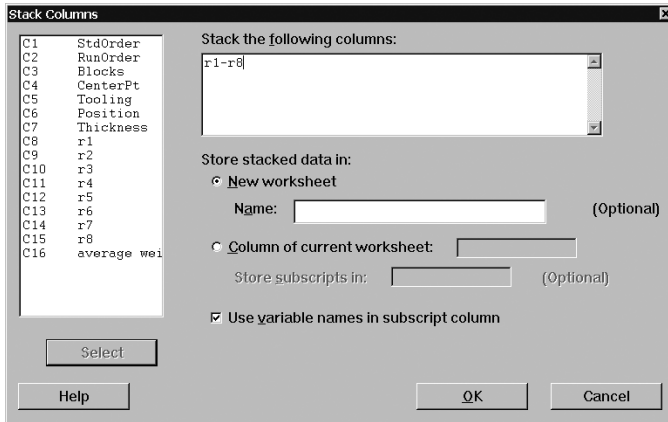 Stack Columns
C1 StdOrder
C2 RunOrder
C3 Blocks
C4 CenterPt
C5 Tooling
C6 Position
C7 Thickness
C8 r1
C9 r2
C10 r3
C11 r4
C12 r5
C13 r6
C14 r7
C15 r8
C16 average wei
Select
Help
Stack the following columns:
r1-r8
Store stacked data in:
New worksheet
Name: (Optional)
Column of current worksheet:
Store subscripts in: (Optional)
Use variable names in subscript column
OK
Cancel